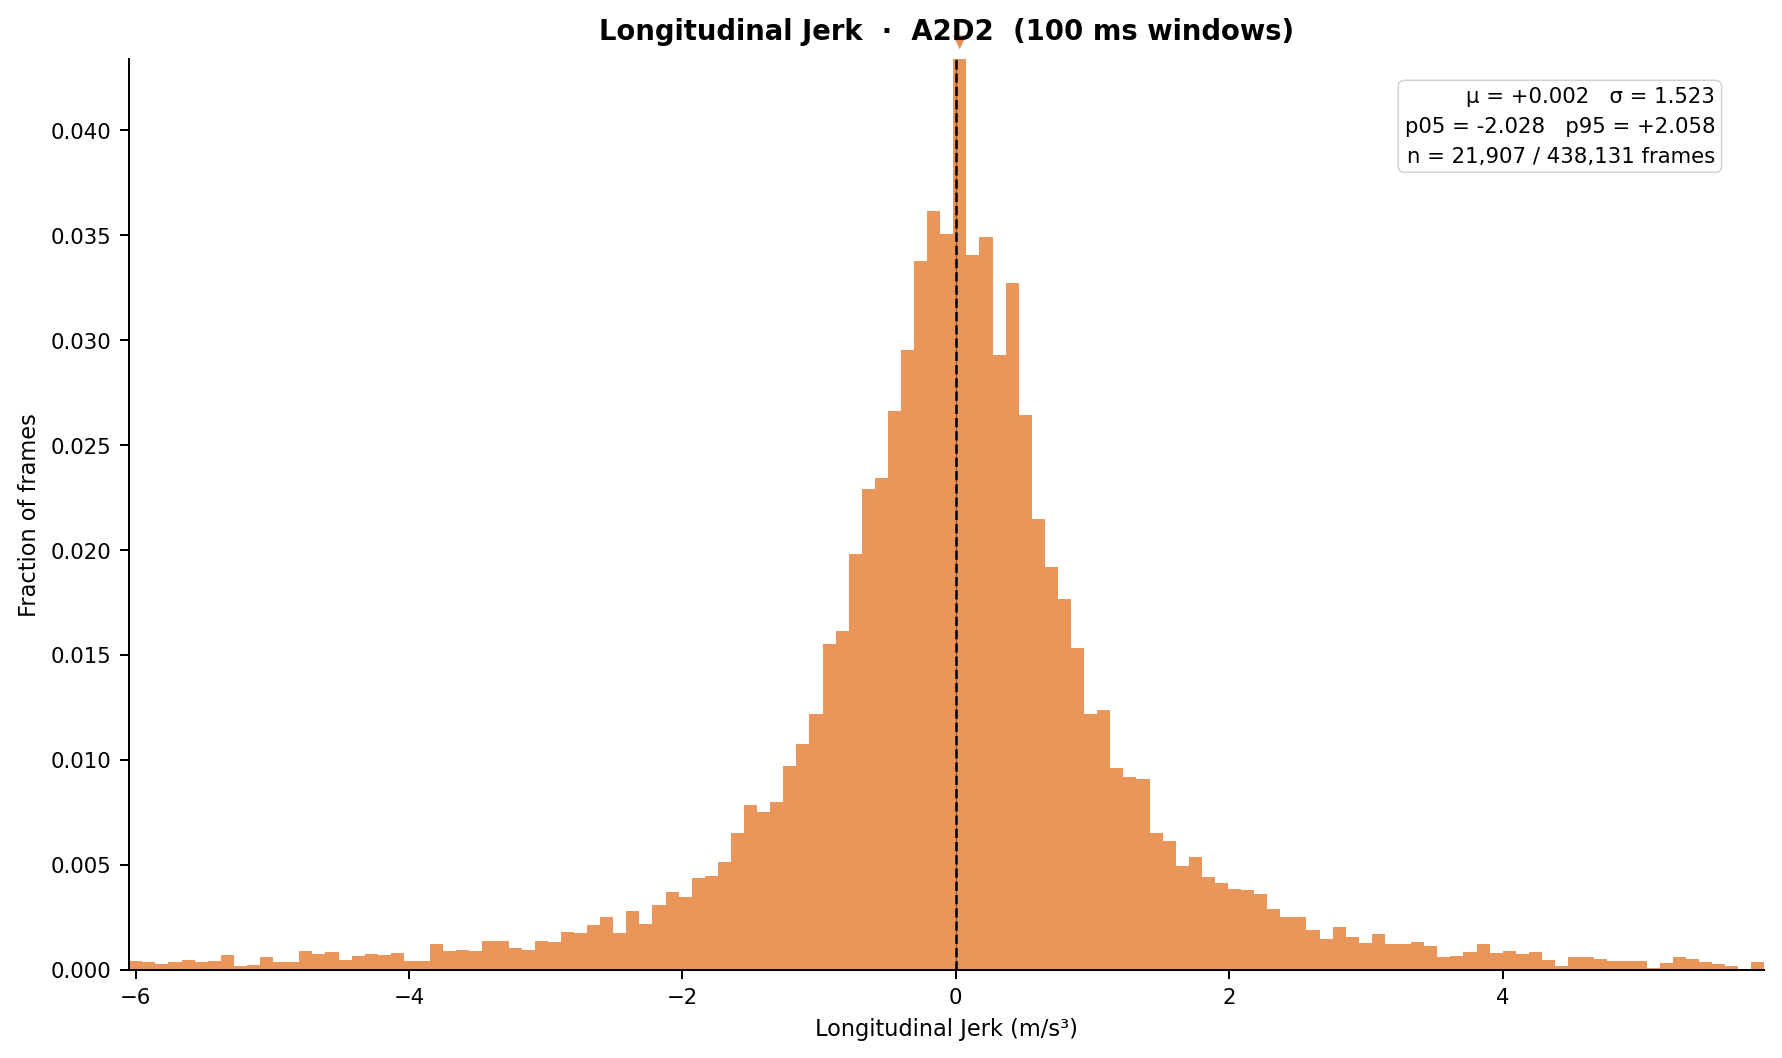 Longitudinal Jerk · A2D2 (100 ms windows)
μ = +0.002 σ = 1.523
p05 = -2.028 p95 = +2.058
n = 21,907 / 438,131 frames
Fraction of frames
0.040
0.035
0.030
0.025
0.020
0.015
0.010
0.005
0.000
−6 −4 −2 0 2 4
Longitudinal Jerk (m/s³)